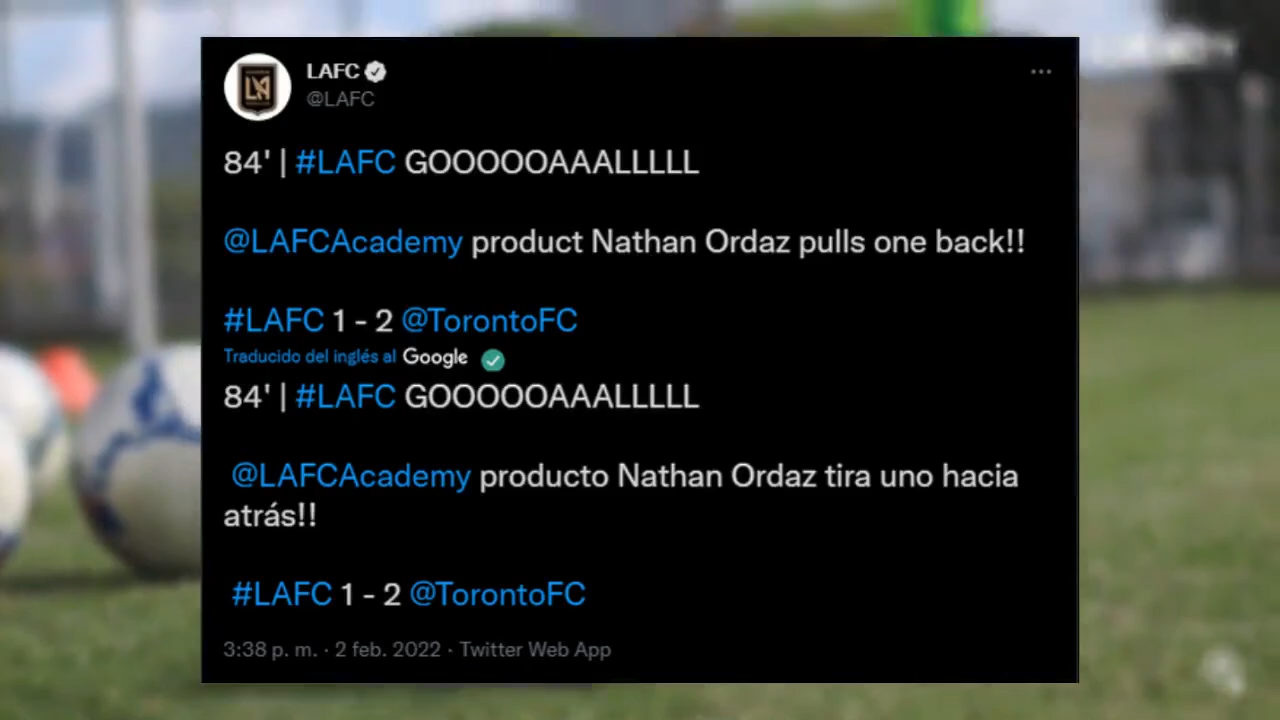 LAFC
@LAFC
84' | #LAFC GOOOOOAAALLLLL
@LAFCAcademy product Nathan Ordaz pulls one back!!
#LAFC 1 - 2 @TorontoFC
Traducido del inglés al Google
84' | #LAFC GOOOOOAAALLLLL
@LAFCAcademy producto Nathan Ordaz tira uno hacia
atrás!!
#LAFC 1 - 2 @TorontoFC
3:38 p. m. · 2 feb. 2022 · Twitter Web App